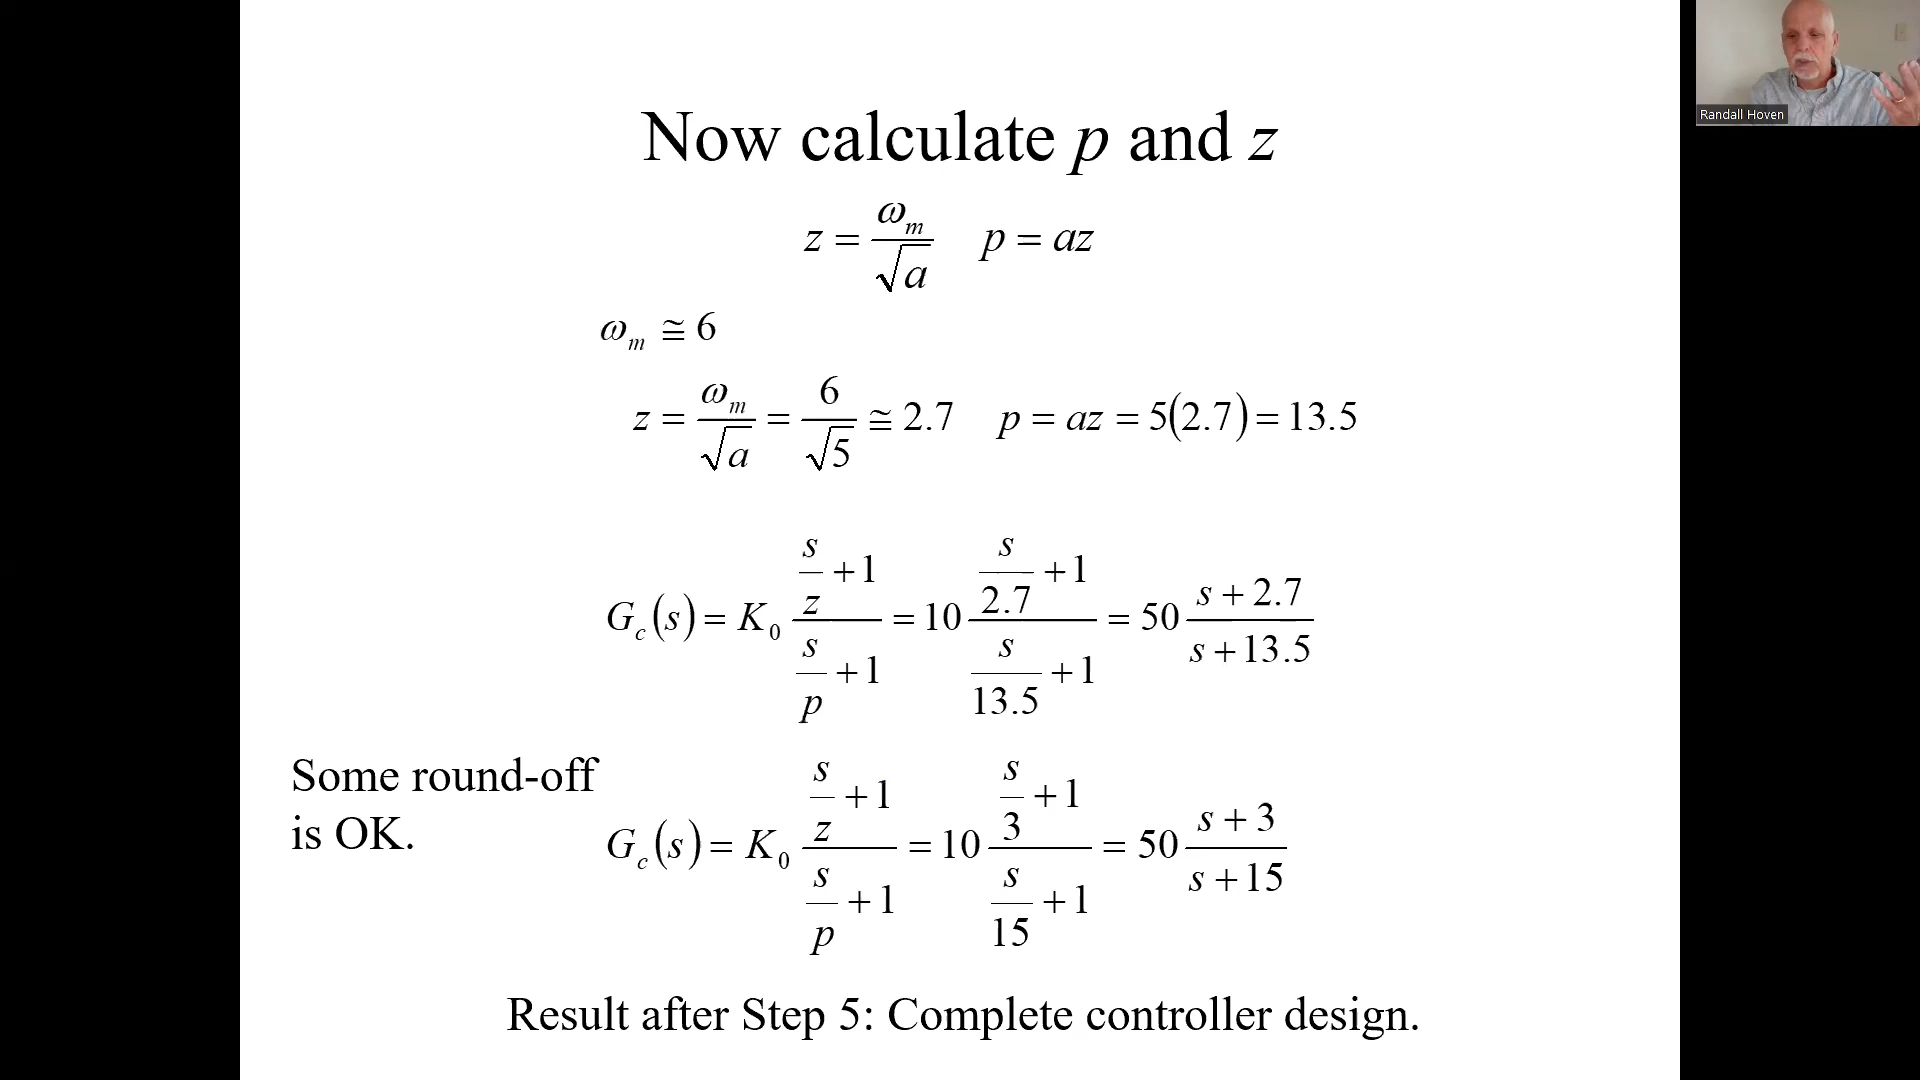 Randall Hoven
Now calculate p and z
z = ω_m / √a    p = az
ω_m ≅ 6
z = ω_m / √a = 6 / √5 ≅ 2.7    p = az = 5(2.7) = 13.5
G_c(s) = K_0 (s/z + 1) / (s/p + 1) = 10 (s/2.7 + 1) / (s/13.5 + 1) = 50 (s + 2.7) / (s + 13.5)
Some round-off
is OK.
G_c(s) = K_0 (s/z + 1) / (s/p + 1) = 10 (s/3 + 1) / (s/15 + 1) = 50 (s + 3) / (s + 15)
Result after Step 5: Complete controller design.